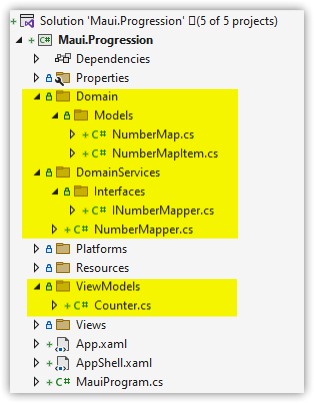 Solution 'Maui.Progression' (5 of 5 projects)
Maui.Progression
Dependencies
Properties
Domain
Models
C# NumberMap.cs
C# NumberMapItem.cs
DomainServices
Interfaces
C# INumberMapper.cs
C# NumberMapper.cs
Platforms
Resources
ViewModels
C# Counter.cs
Views
App.xaml
AppShell.xaml
C# MauiProgram.cs